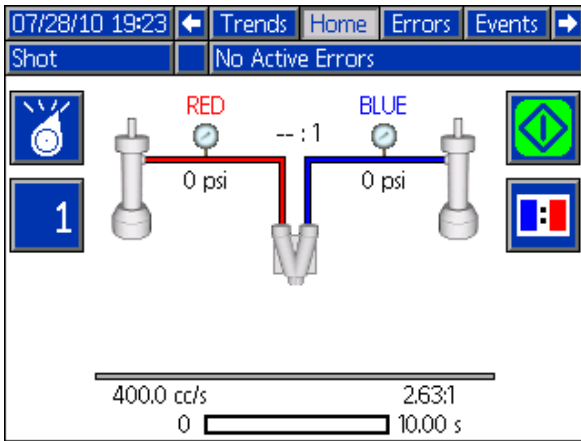 07/28/10 19:23 Trends Home Errors Events
Shot No Active Errors
RED BLUE
-- : 1
0 psi 0 psi
1
400.0 cc/s 2.63:1
0 10.00 s